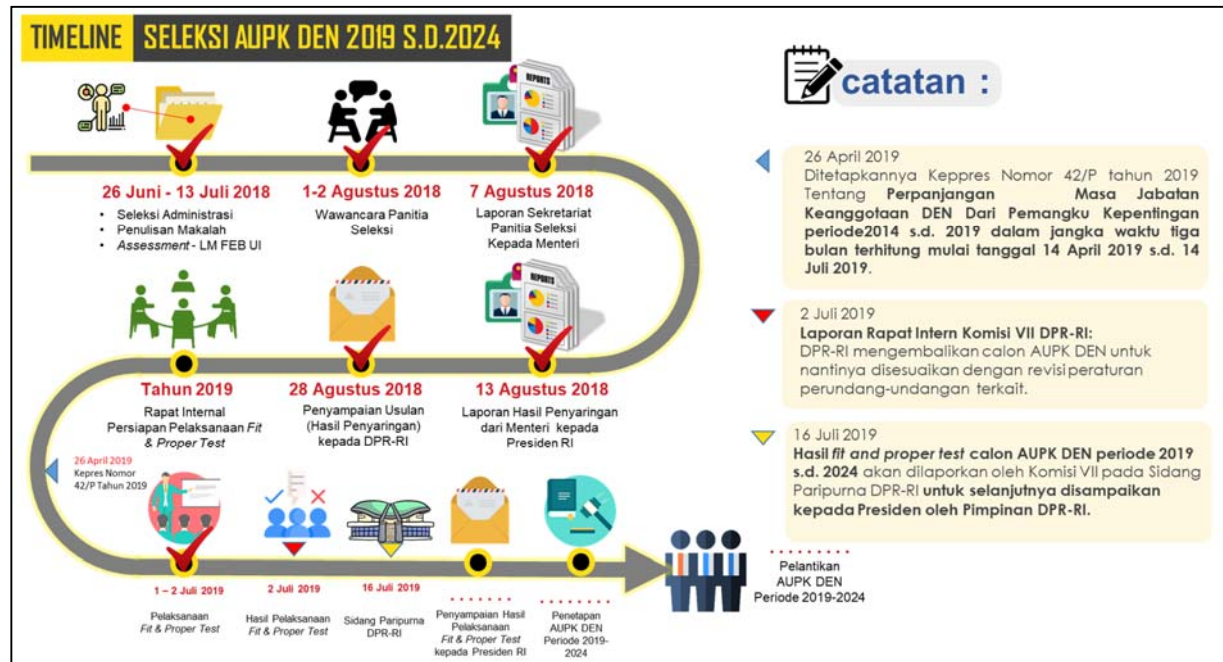 TIMELINE SELEKSI AUPK DEN 2019 S.D.2024
REPORTS
26 Juni - 13 Juli 2018
• Seleksi Administrasi
• Penulisan Makalah
• Assessment - LM FEB UI
1-2 Agustus 2018
Wawancara Panitia
Seleksi
7 Agustus 2018
Laporan Sekretariat
Panitia Seleksi
Kepada Menteri
REPORTS
Tahun 2019
Rapat Internal
Persiapan Pelaksanaan Fit
& Proper Test
28 Agustus 2018
Penyampaian Usulan
(Hasil Penyaringan)
kepada DPR-RI
13 Agustus 2018
Laporan Hasil Penyaringan
dari Menteri kepada
Presiden RI
26 April 2019
Kepres Nomor
42/P Tahun 2019
1 – 2 Juli 2019
Pelaksanaan
Fit & Proper Test
2 Juli 2019
Hasil Pelaksanaan
Fit & Proper Test
16 Juli 2019
Sidang Paripurna
DPR-RI
Penyampaian Hasil
Pelaksanaan
Fit & Proper Test
kepada Presiden RI
Penetapan
AUPK DEN
Periode 2019-
2024
Pelantikan
AUPK DEN
Periode 2019-2024
catatan :
26 April 2019
Ditetapkannya Keppres Nomor 42/P tahun 2019
Tentang Perpanjangan Masa Jabatan
Keanggotaan DEN Dari Pemangku Kepentingan
periode2014 s.d. 2019 dalam jangka waktu tiga
bulan terhitung mulai tanggal 14 April 2019 s.d. 14
Juli 2019.
2 Juli 2019
Laporan Rapat Intern Komisi VII DPR-RI:
DPR-RI mengembalikan calon AUPK DEN untuk
nantinya disesuaikan dengan revisi peraturan
perundang-undangan terkait.
16 Juli 2019
Hasil fit and proper test calon AUPK DEN periode 2019
s.d. 2024 akan dilaporkan oleh Komisi VII pada Sidang
Paripurna DPR-RI untuk selanjutnya disampaikan
kepada Presiden oleh Pimpinan DPR-RI.